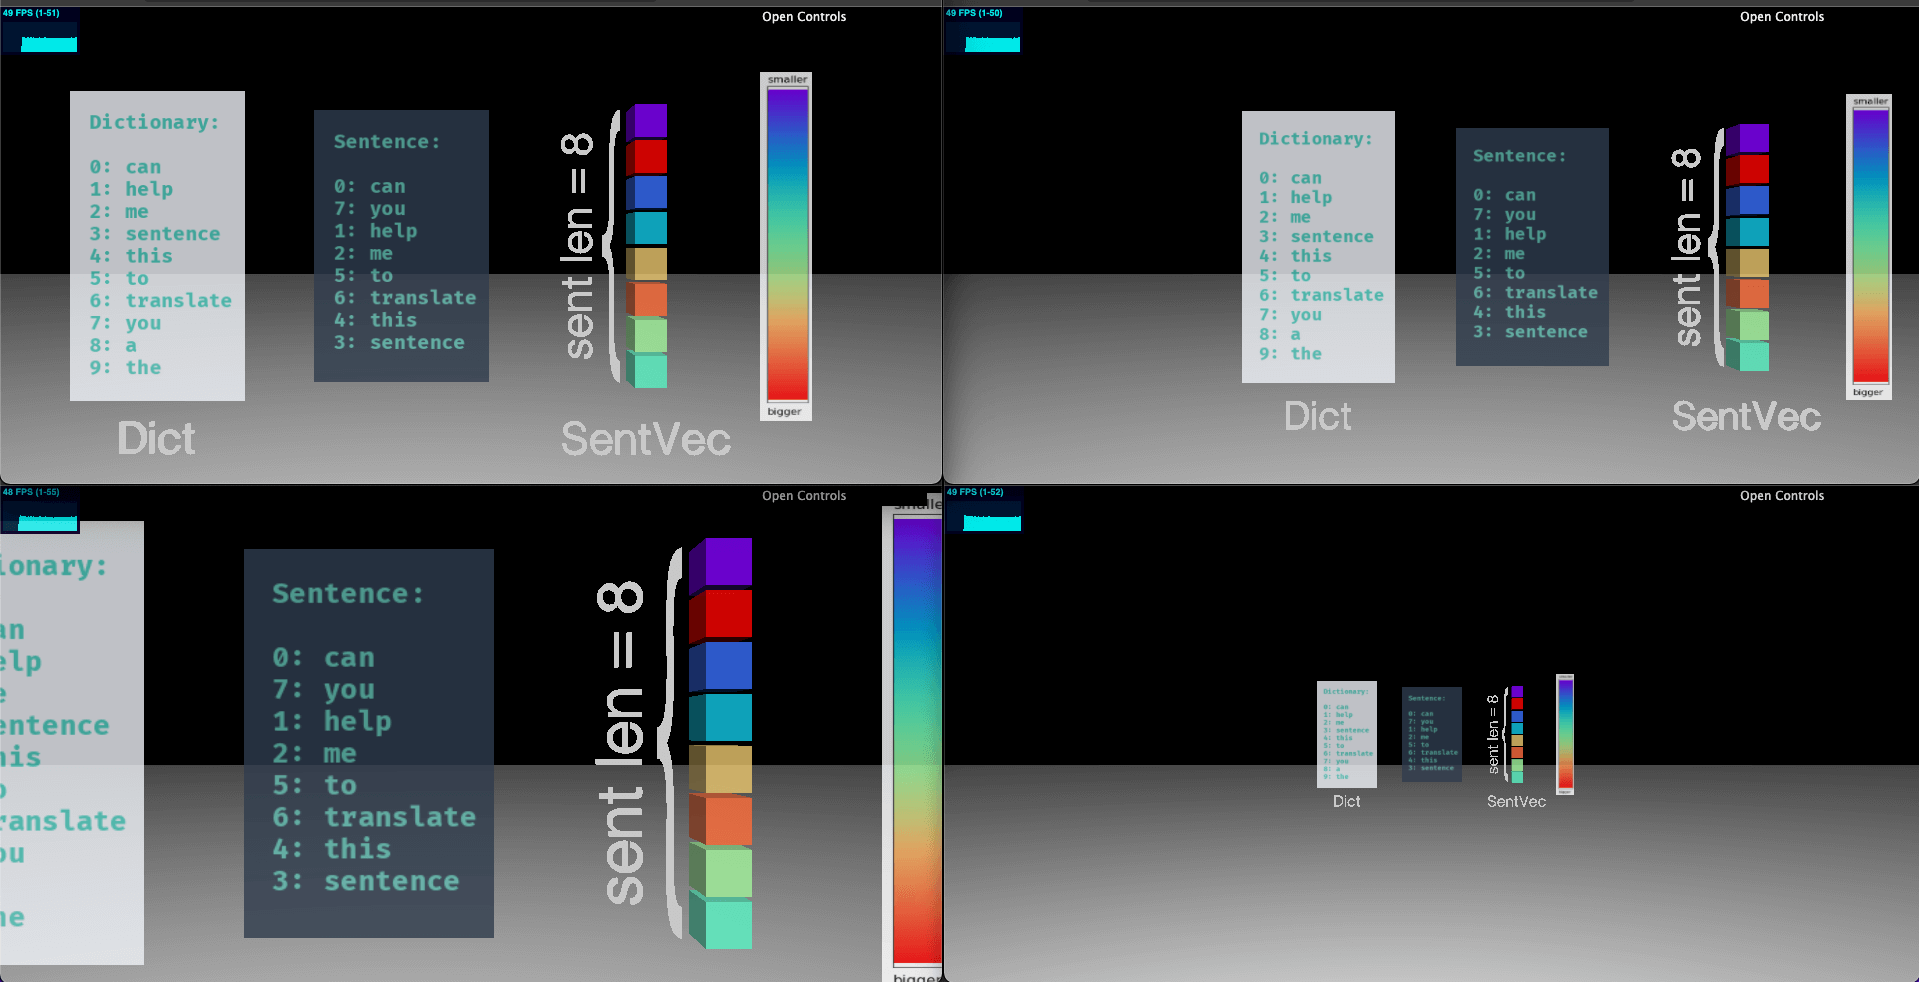 49 FPS (1-51)
Open Controls
Dictionary:
0: can
1: help
2: me
3: sentence
4: this
5: to
6: translate
7: you
8: a
9: the
Dict
Sentence:
0: can
7: you
1: help
2: me
5: to
6: translate
4: this
3: sentence
sent len = 8
SentVec
smaller
bigger
49 FPS (1-50)
Open Controls
Dictionary:
0: can
1: help
2: me
3: sentence
4: this
5: to
6: translate
7: you
8: a
9: the
Dict
Sentence:
0: can
7: you
1: help
2: me
5: to
6: translate
4: this
3: sentence
sent len = 8
SentVec
smaller
bigger
48 FPS (1-55)
Open Controls
ionary:
an
elp
e
entence
his
o
ranslate
ou
he
Sentence:
0: can
7: you
1: help
2: me
5: to
6: translate
4: this
3: sentence
sent len = 8
smalle
bigger
49 FPS (1-52)
Open Controls
Dictionary:
0: can
1: help
2: me
3: sentence
4: this
5: to
6: translate
7: you
8: a
9: the
Dict
Sentence:
0: can
7: you
1: help
2: me
5: to
6: translate
4: this
3: sentence
sent len = 8
SentVec